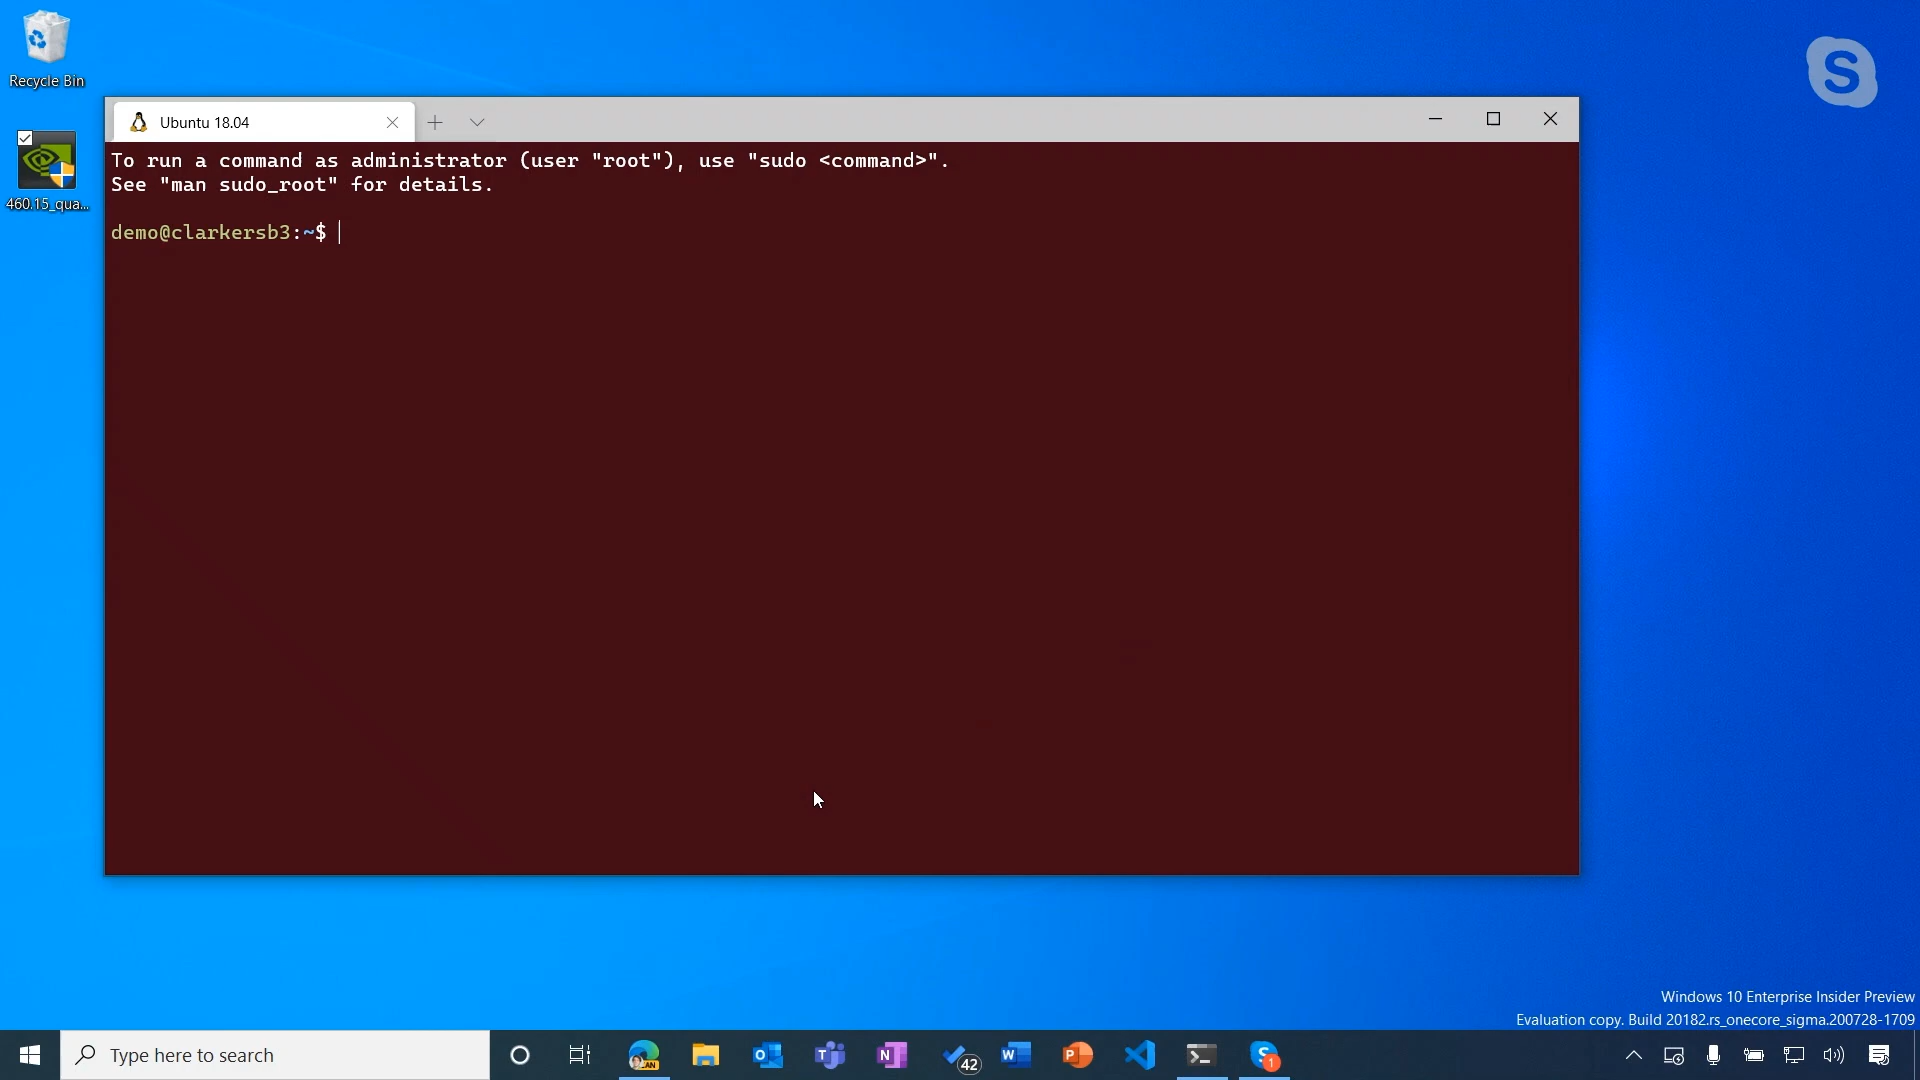 Recycle Bin
460.15_qua...
Ubuntu 18.04
To run a command as administrator (user "root"), use "sudo <command>".
See "man sudo_root" for details.
demo@clarkersb3:~$
Windows 10 Enterprise Insider Preview
Evaluation copy. Build 20182.rs_onecore_sigma.200728-1709
Type here to search
42
1